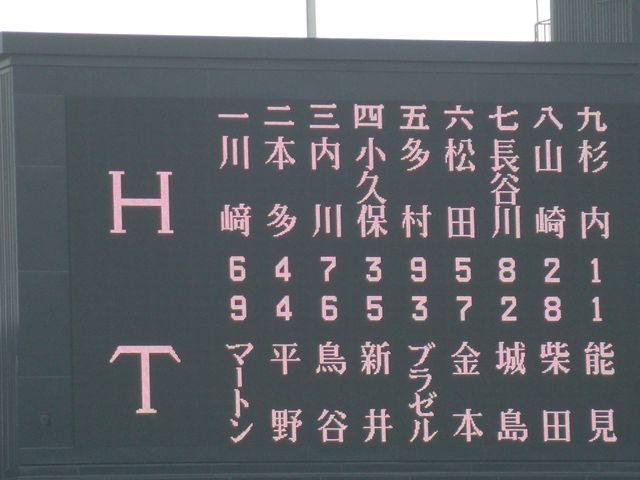 一 二 三 四 五 六 七 八 九
H 川﨑 本多 内川 小久保 多村 松田 長谷川 山崎 杉内
6 4 7 3 9 5 8 2 1
9 4 6 5 3 7 2 8 1
T マートン 平野 鳥谷 新井 ブラゼル 金本 城島 柴田 能見